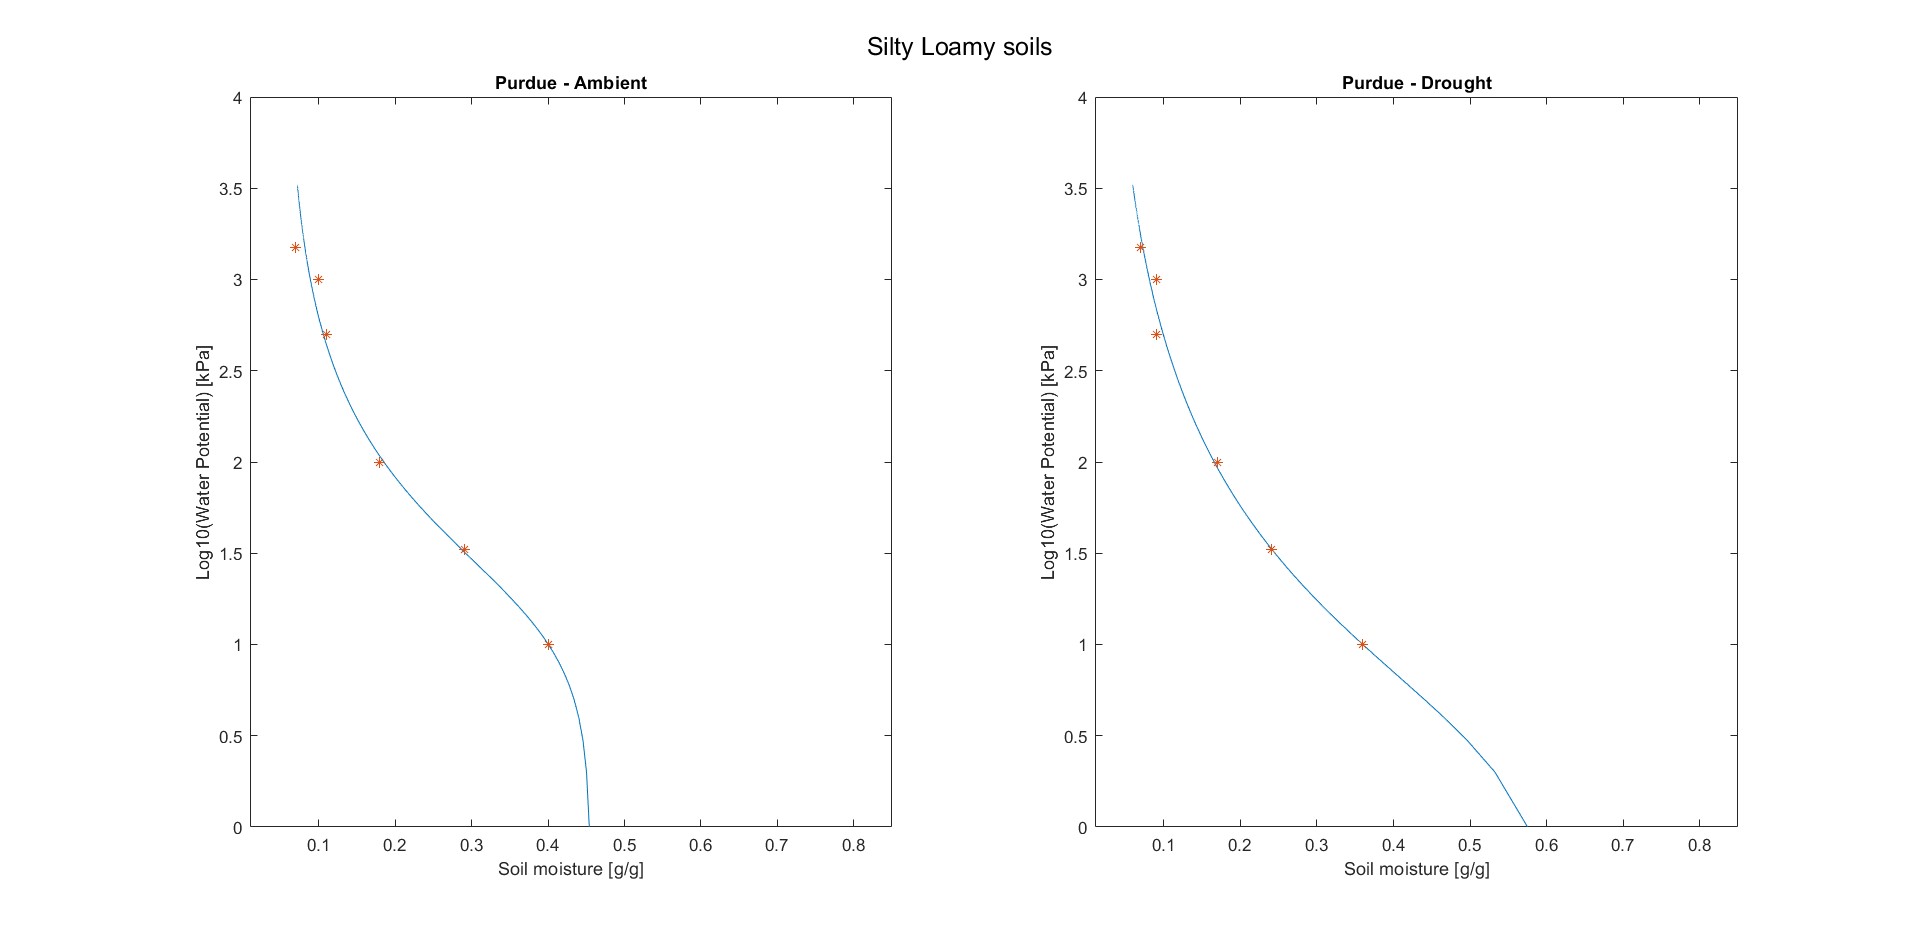 Silty Loamy soils
Purdue - Ambient
4
3.5
3
2.5
2
1.5
1
0.5
0
Log10(Water Potential) [kPa]
0.1 0.2 0.3 0.4 0.5 0.6 0.7 0.8
Soil moisture [g/g]
Purdue - Drought
4
3.5
3
2.5
2
1.5
1
0.5
0
Log10(Water Potential) [kPa]
0.1 0.2 0.3 0.4 0.5 0.6 0.7 0.8
Soil moisture [g/g]